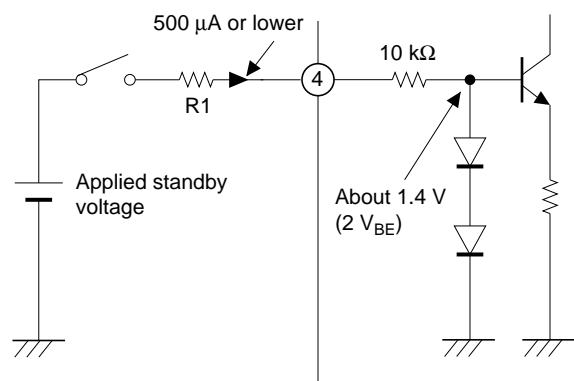 500 µA or lower
10 kΩ
4
R1
Applied standby
voltage
About 1.4 V
(2 VBE)